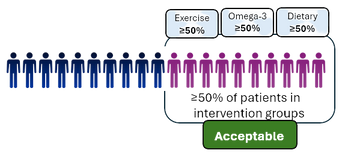 Exercise
≥50%
Omega-3
≥50%
Dietary
≥50%
≥50% of patients in
intervention groups
Acceptable